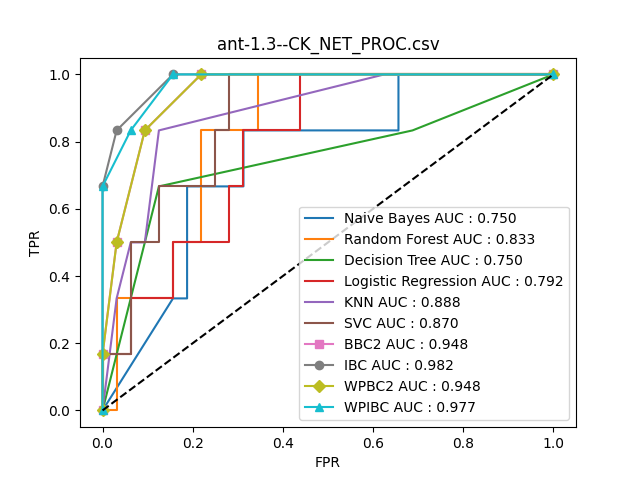 ant-1.3--CK_NET_PROC.csv
1.0
0.8
0.6
0.4
0.2
0.0
TPR
Naive Bayes AUC : 0.750
Random Forest AUC : 0.833
Decision Tree AUC : 0.750
Logistic Regression AUC : 0.792
KNN AUC : 0.888
SVC AUC : 0.870
BBC2 AUC : 0.948
IBC AUC : 0.982
WPBC2 AUC : 0.948
WPIBC AUC : 0.977
0.0 0.2 0.4 0.6 0.8 1.0
FPR